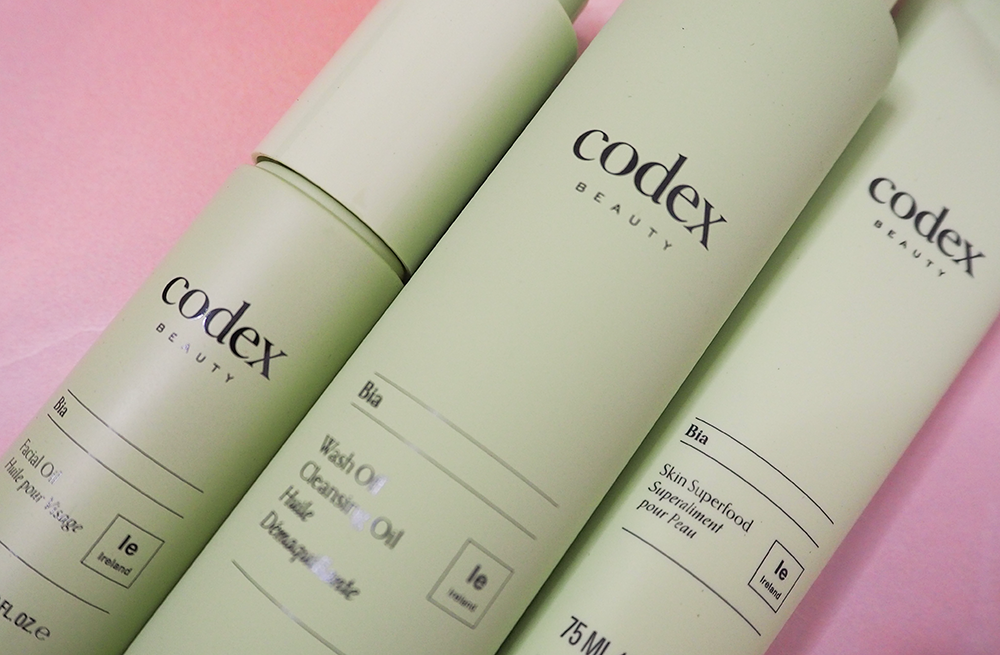 codex
BEAUTY
Bia
Facial Oil
Huile pour Visage
Ie
Ireland
FL.OZ.e
codex
BEAUTY
Bia
Wash Off
Cleansing Oil
Huile
Démaquillante
Ie
Ireland
codex
BEAUTY
Bia
Skin Superfood
Superaliment
pour Peau
Ie
Ireland
75 ML